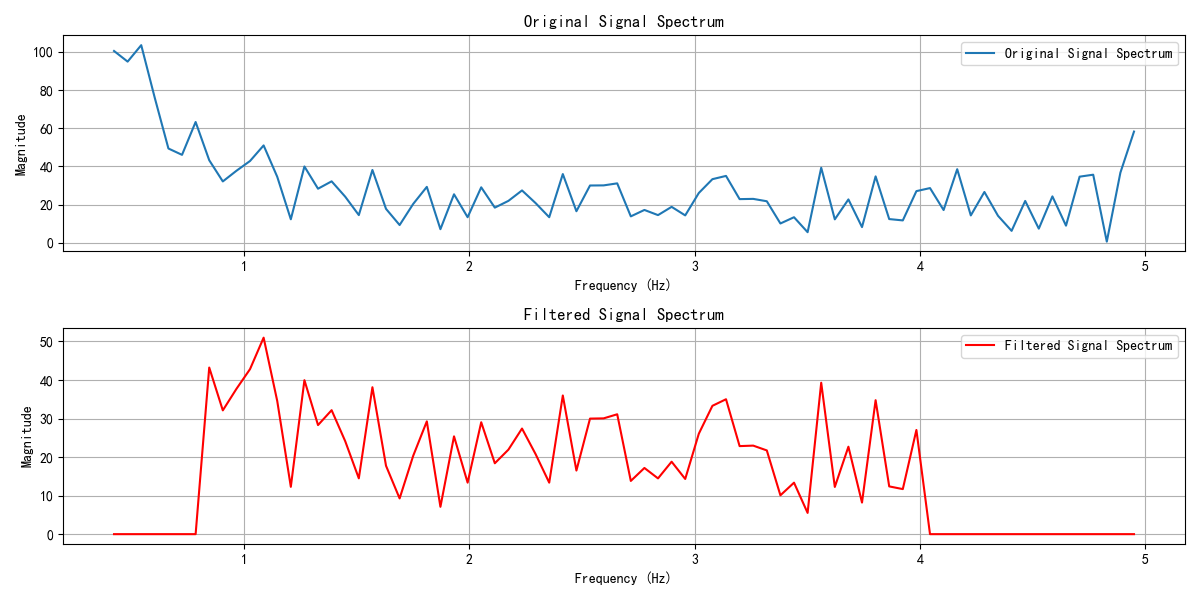 Original Signal Spectrum
Magnitude
100
80
60
40
20
0
Original Signal Spectrum
1 2 3 4 5
Frequency (Hz)
Filtered Signal Spectrum
Magnitude
50
40
30
20
10
0
Filtered Signal Spectrum
1 2 3 4 5
Frequency (Hz)